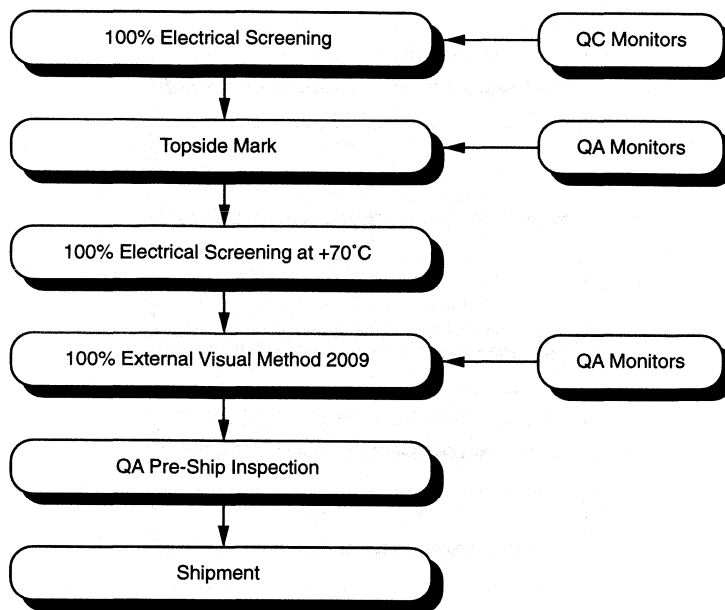 100% Electrical Screening
QC Monitors
Topside Mark
QA Monitors
100% Electrical Screening at +70°C
100% External Visual Method 2009
QA Monitors
QA Pre-Ship Inspection
Shipment